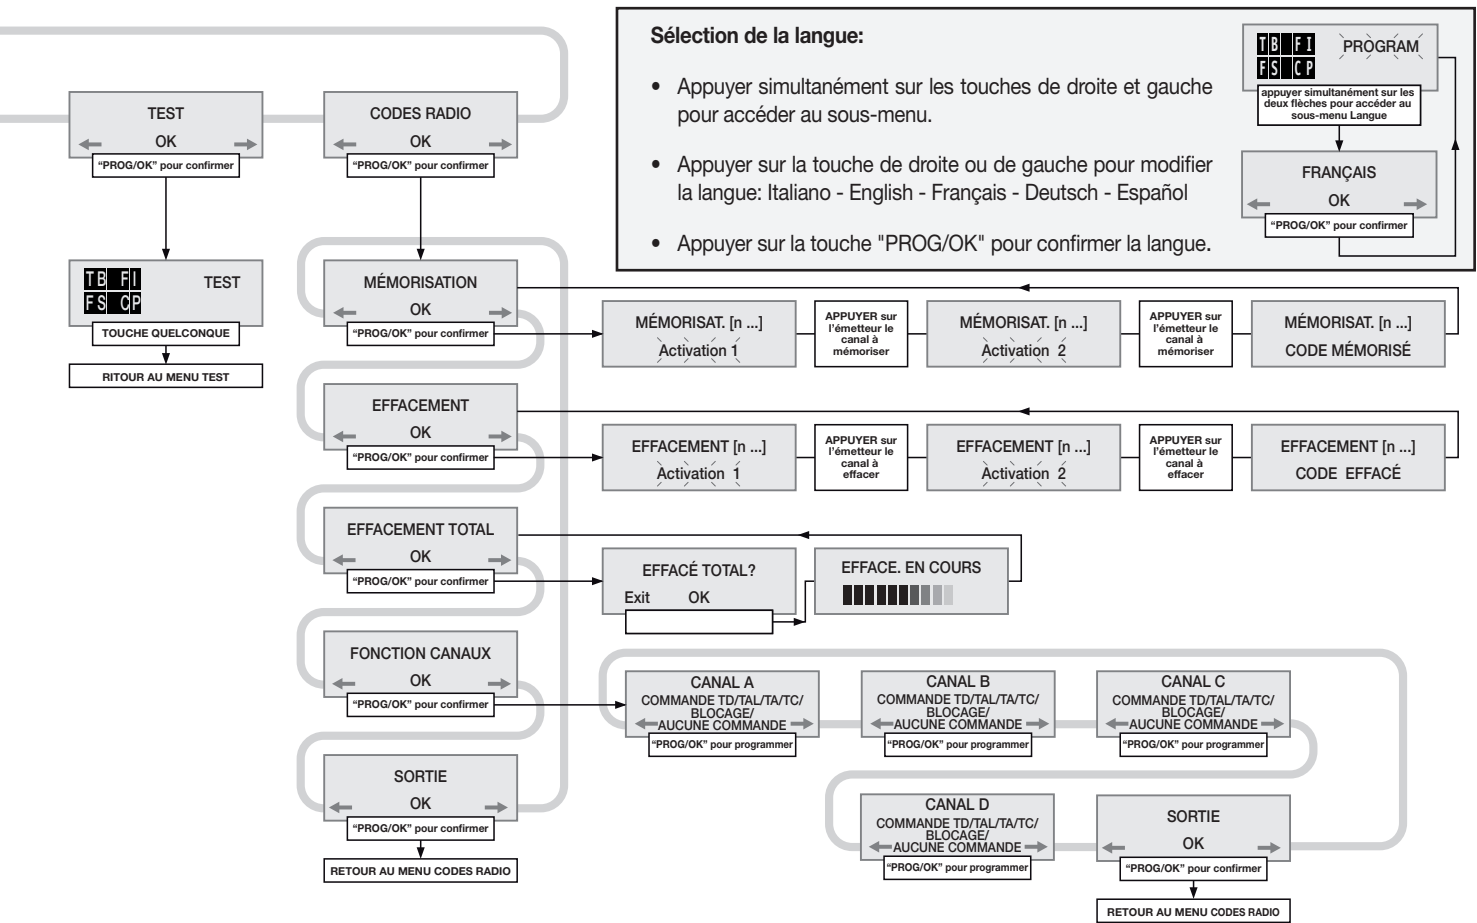 Sélection de la langue:
• Appuyer simultanément sur les touches de droite et gauche
pour accéder au sous-menu.
• Appuyer sur la touche de droite ou de gauche pour modifier
la langue: Italiano - English - Français - Deutsch - Español
• Appuyer sur la touche "PROG/OK" pour confirmer la langue.
TB FI
FS CP
PROGRAM
appuyer simultanément sur les
deux flèches pour accéder au
sous-menu Langue
FRANÇAIS
OK
“PROG/OK” pour confirmer
TEST
OK
“PROG/OK” pour confirmer
TB FI
FS CP
TEST
TOUCHE QUELCONQUE
RITOUR AU MENU TEST
CODES RADIO
OK
“PROG/OK” pour confirmer
MÉMORISATION
OK
“PROG/OK” pour confirmer
MÉMORISAT. [n ...]
Activation 1
APPUYER sur
l'émetteur le
canal à
mémoriser
MÉMORISAT. [n ...]
Activation 2
APPUYER sur
l'émetteur le
canal à
mémoriser
MÉMORISAT. [n ...]
CODE MÉMORISÉ
EFFACEMENT
OK
“PROG/OK” pour confirmer
EFFACEMENT [n ...]
Activation 1
APPUYER sur
l'émetteur le
canal à
effacer
EFFACEMENT [n ...]
Activation 2
APPUYER sur
l'émetteur le
canal à
effacer
EFFACEMENT [n ...]
CODE EFFACÉ
EFFACEMENT TOTAL
OK
“PROG/OK” pour confirmer
EFFACÉ TOTAL?
Exit OK
EFFACE. EN COURS
FONCTION CANAUX
OK
“PROG/OK” pour confirmer
CANAL A
COMMANDE TD/TAL/TA/TC/
BLOCAGE/
AUCUNE COMMANDE
“PROG/OK” pour programmer
CANAL B
COMMANDE TD/TAL/TA/TC/
BLOCAGE/
AUCUNE COMMANDE
“PROG/OK” pour programmer
CANAL C
COMMANDE TD/TAL/TA/TC/
BLOCAGE/
AUCUNE COMMANDE
“PROG/OK” pour programmer
CANAL D
COMMANDE TD/TAL/TA/TC/
BLOCAGE/
AUCUNE COMMANDE
“PROG/OK” pour programmer
SORTIE
OK
“PROG/OK” pour confirmer
RETOUR AU MENU CODES RADIO
SORTIE
OK
“PROG/OK” pour confirmer
RETOUR AU MENU CODES RADIO